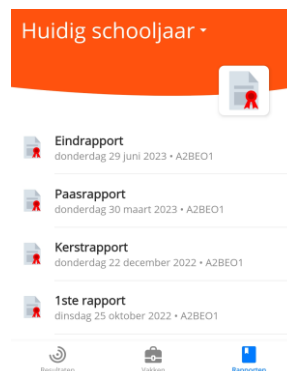 Huidig schooljaar
Eindrapport
donderdag 29 juni 2023 • A2BEO1
Paasrapport
donderdag 30 maart 2023 • A2BEO1
Kerstrapport
donderdag 22 december 2022 • A2BEO1
1ste rapport
dinsdag 25 oktober 2022 • A2BEO1
Resultaten Vakken Rapporten